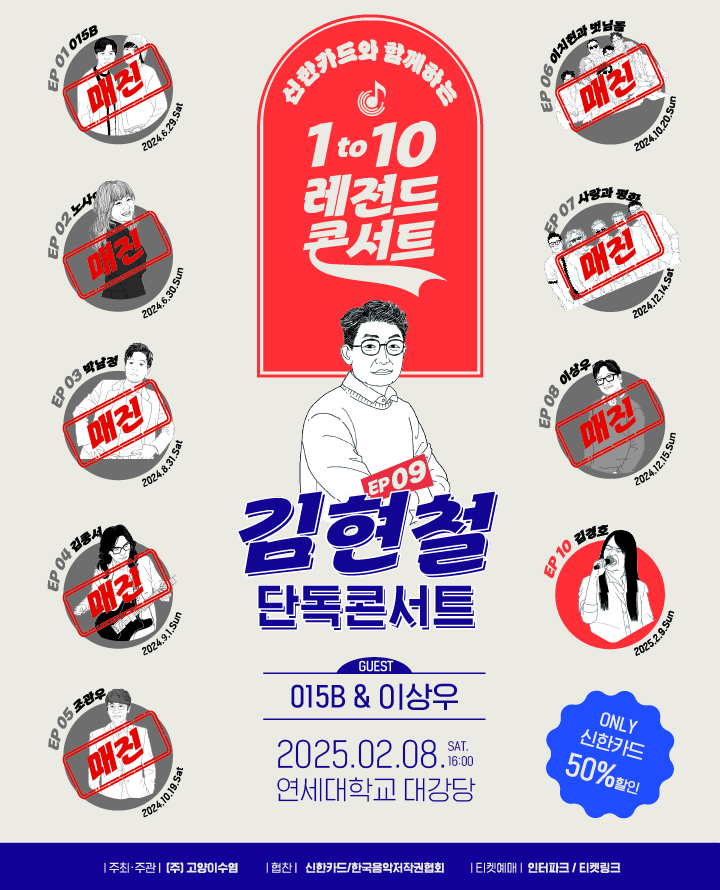 신한카드와 함께하는
1 to 10
레전드
콘서트
EP 01 015B
매진
2024.6.29.Sat
EP 02 노사
매진
2024.6.30.Sun
EP 03 박남정
매진
2024.8.31.Sat
EP 04 김종서
매진
2024.9.1.Sun
EP 05 조관우
매진
2024.10.19.Sat
EP 06 이치현과 벗님들
매진
2024.10.20.Sun
EP 07 사랑과 평화
매진
2024.12.14.Sat
EP 08 이상우
매진
2024.12.15.Sun
EP 09
김현철
단독콘서트
EP 10 김경호
2025.2.9.Sun
GUEST
015B & 이상우
2025.02.08. SAT. 16:00
연세대학교 대강당
ONLY
신한카드
50%할인
| 주최·주관 | (주) 고양이수염 | 협찬 | 신한카드/한국음악저작권협회 | 티켓예매 | 인터파크 / 티켓링크